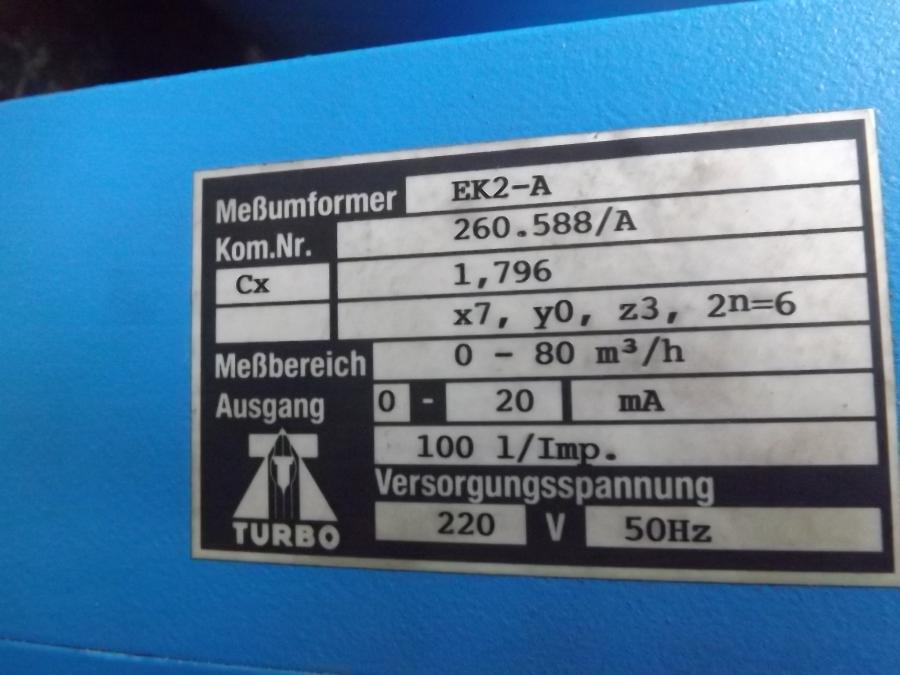 Meßumformer EK2-A
Kom.Nr. 260.588/A
Cx 1,796
x7, y0, z3, 2n=6
Meßbereich 0 - 80 m³/h
Ausgang 0 - 20 mA
100 l/Imp.
Versorgungsspannung
TURBO 220 V 50Hz